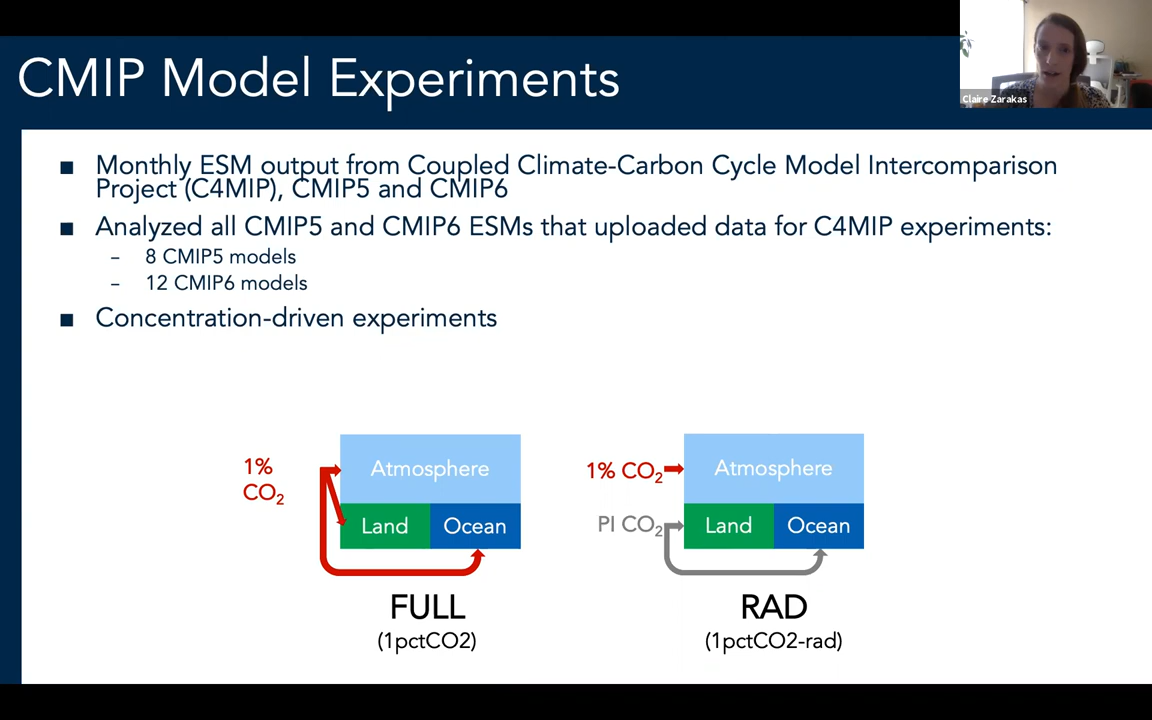 CMIP Model Experiments
Claire Zarakas
■ Monthly ESM output from Coupled Climate-Carbon Cycle Model Intercomparison
Project (C4MIP), CMIP5 and CMIP6
■ Analyzed all CMIP5 and CMIP6 ESMs that uploaded data for C4MIP experiments:
– 8 CMIP5 models
– 12 CMIP6 models
■ Concentration-driven experiments
1%
CO₂
Atmosphere
Land
Ocean
FULL
(1pctCO2)
1% CO₂
Atmosphere
PI CO₂
Land
Ocean
RAD
(1pctCO2-rad)